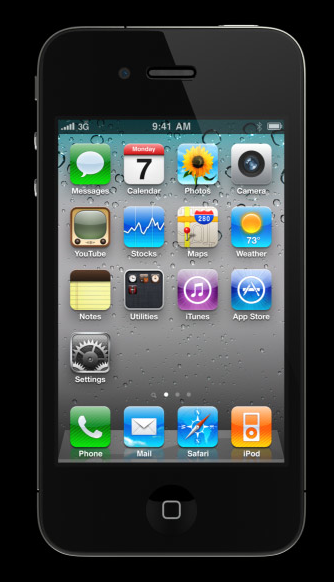 3G 9:41 AM
Monday
7
280
Messages Calendar Photos Camera
73°
YouTube Stocks Maps Weather
Notes Utilities iTunes App Store
Settings
N
S
Phone Mail Safari iPod